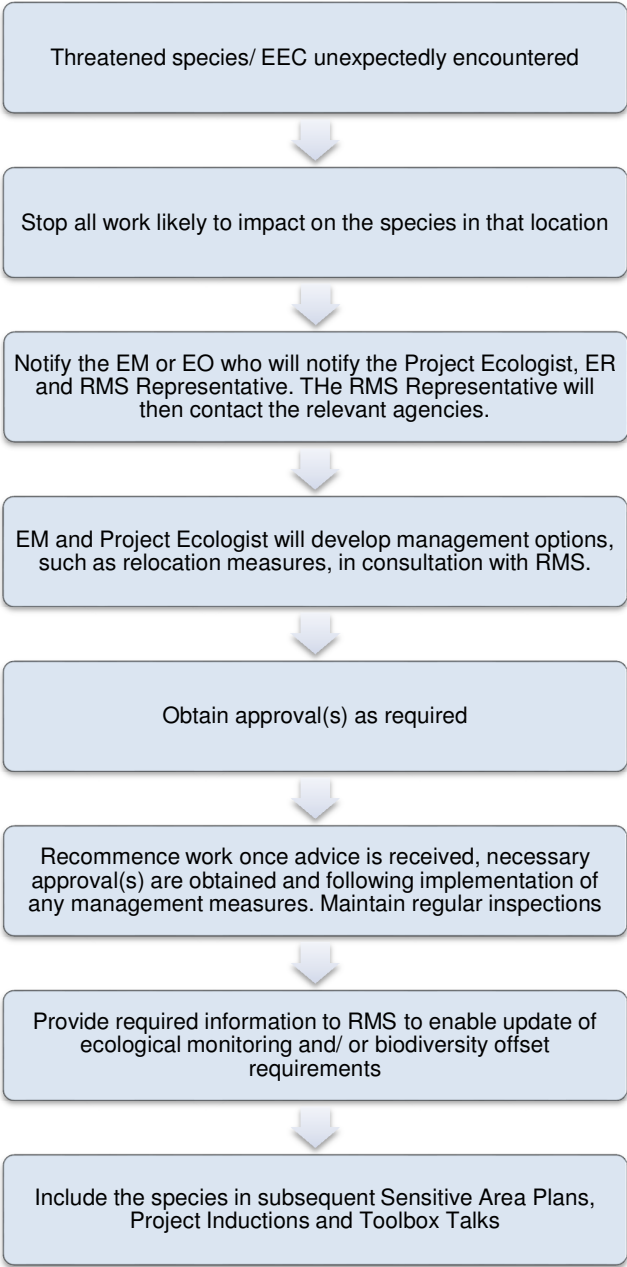 Threatened species/ EEC unexpectedly encountered
Stop all work likely to impact on the species in that location
Notify the EM or EO who will notify the Project Ecologist, ER
and RMS Representative. THe RMS Representative will
then contact the relevant agencies.
EM and Project Ecologist will develop management options,
such as relocation measures, in consultation with RMS.
Obtain approval(s) as required
Recommence work once advice is received, necessary
approval(s) are obtained and following implementation of
any management measures. Maintain regular inspections
Provide required information to RMS to enable update of
ecological monitoring and/ or biodiversity offset
requirements
Include the species in subsequent Sensitive Area Plans,
Project Inductions and Toolbox Talks